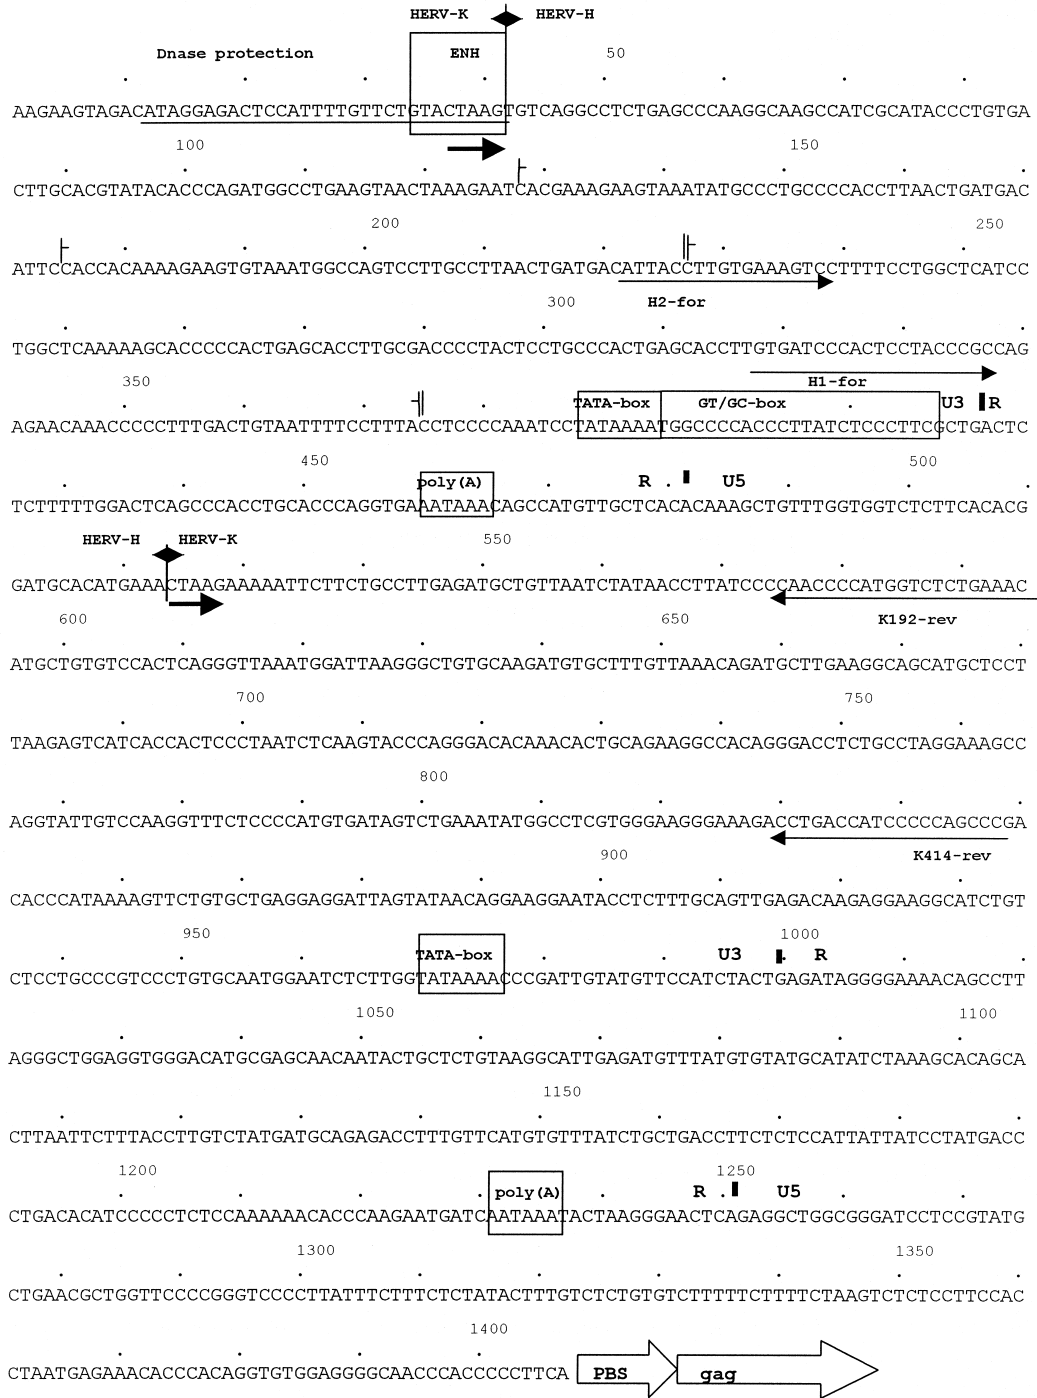 HERV-K HERV-H
Dnase protection ENH 50
AAGAAGTAGACATAGGAGACTCCATTTTGTTCTGTACTAAGTGTCAGGCCTCTGAGCCCAAGGCAAGCCATCGCATACCCTGTGA
100 150
CTTGCACGTATACACCCAGATGGCCTGAAGTAACTAAAGAATCACGAAAGAAGTAAATATGCCCTGCCCCACCTTAACTGATGAC
200 250
ATTCCACCACAAAAGAAGTGTAAATGGCCAGTCCTTGCCTTAACTGATGACATTACCTTGTGAAAGTCCTTTTCCTGGCTCATCC
H2-for
300
TGGCTCAAAAAGCACCCCCACTGAGCACCTTGCGACCCCTACTCCTGCCCACTGAGCACCTTGTGATCCCACTCCTACCCGCCAG
H1-for
350
TATA-box GT/GC-box U3 R
AGAACAAACCCCCTTTGACTGTAATTTTCCTTTACCTCCCCAAATCCTATAAAATGGCCCCACCCTTATCTCCCTTCGCTGACTC
450 500
poly(A) R U5
TCTTTTTGGACTCAGCCCACCTGCACCCAGGTGAAATAAACAGCCATGTTGCTCACACAAAGCTGTTTGGTGGTCTCTTCACACG
HERV-H HERV-K 550
GATGCACATGAAACTAAGAAAAATTCTTCTGCCTTGAGATGCTGTTAATCTATAACCTTATCCCCAACCCCATGGTCTCTGAAAC
K192-rev
600 650
ATGCTGTGTCCACTCAGGGTTAAATGGATTAAGGGCTGTGCAAGATGTGCTTTGTTAAACAGATGCTTGAAGGCAGCATGCTCCT
700 750
TAAGAGTCATCACCACTCCCTAATCTCAAGTACCCAGGGACACAAACACTGCAGAAGGCCACAGGGACCTCTGCCTAGGAAAGCC
800
AGGTATTGTCCAAGGTTTCTCCCCATGTGATAGTCTGAAATATGGCCTCGTGGGAAGGGAAAGACCTGACCATCCCCCAGCCCGA
K414-rev
900
CACCCATAAAAGTTCTGTGCTGAGGAGGATTAGTATAACAGGAAGGAATACCTCTTTGCAGTTGAGACAAGAGGAAGGCATCTGT
950 1000
TATA-box U3 R
CTCCTGCCCGTCCCTGTGCAATGGAATCTCTTGGTATAAAACCCGATTGTATGTTCCATCTACTGAGATAGGGGAAAACAGCCTT
1050 1100
AGGGCTGGAGGTGGGACATGCGAGCAACAATACTGCTCTGTAAGGCATTGAGATGTTTATGTGTATGCATATCTAAAGCACAGCA
1150
CTTAATTCTTTACCTTGTCTATGATGCAGAGACCTTTGTTCATGTGTTTATCTGCTGACCTTCTCTCCATTATTATCCTATGACC
1200 1250
poly(A) R U5
CTGACACATCCCCCTCTCCAAAAAACACCCAAGAATGATCAATAAATACTAAGGGAACTCAGAGGCTGGCGGGATCCTCCGTATG
1300 1350
CTGAACGCTGGTTCCCCGGGTCCCCTTATTTCTTTCTCTATACTTTGTCTCTGTGTCTTTTTCTTTTCTAAGTCTCTCCTTCCAC
1400
CTAATGAGAAACACCCACAGGTGTGGAGGGGCAACCCACCCCCTTCA PBS gag